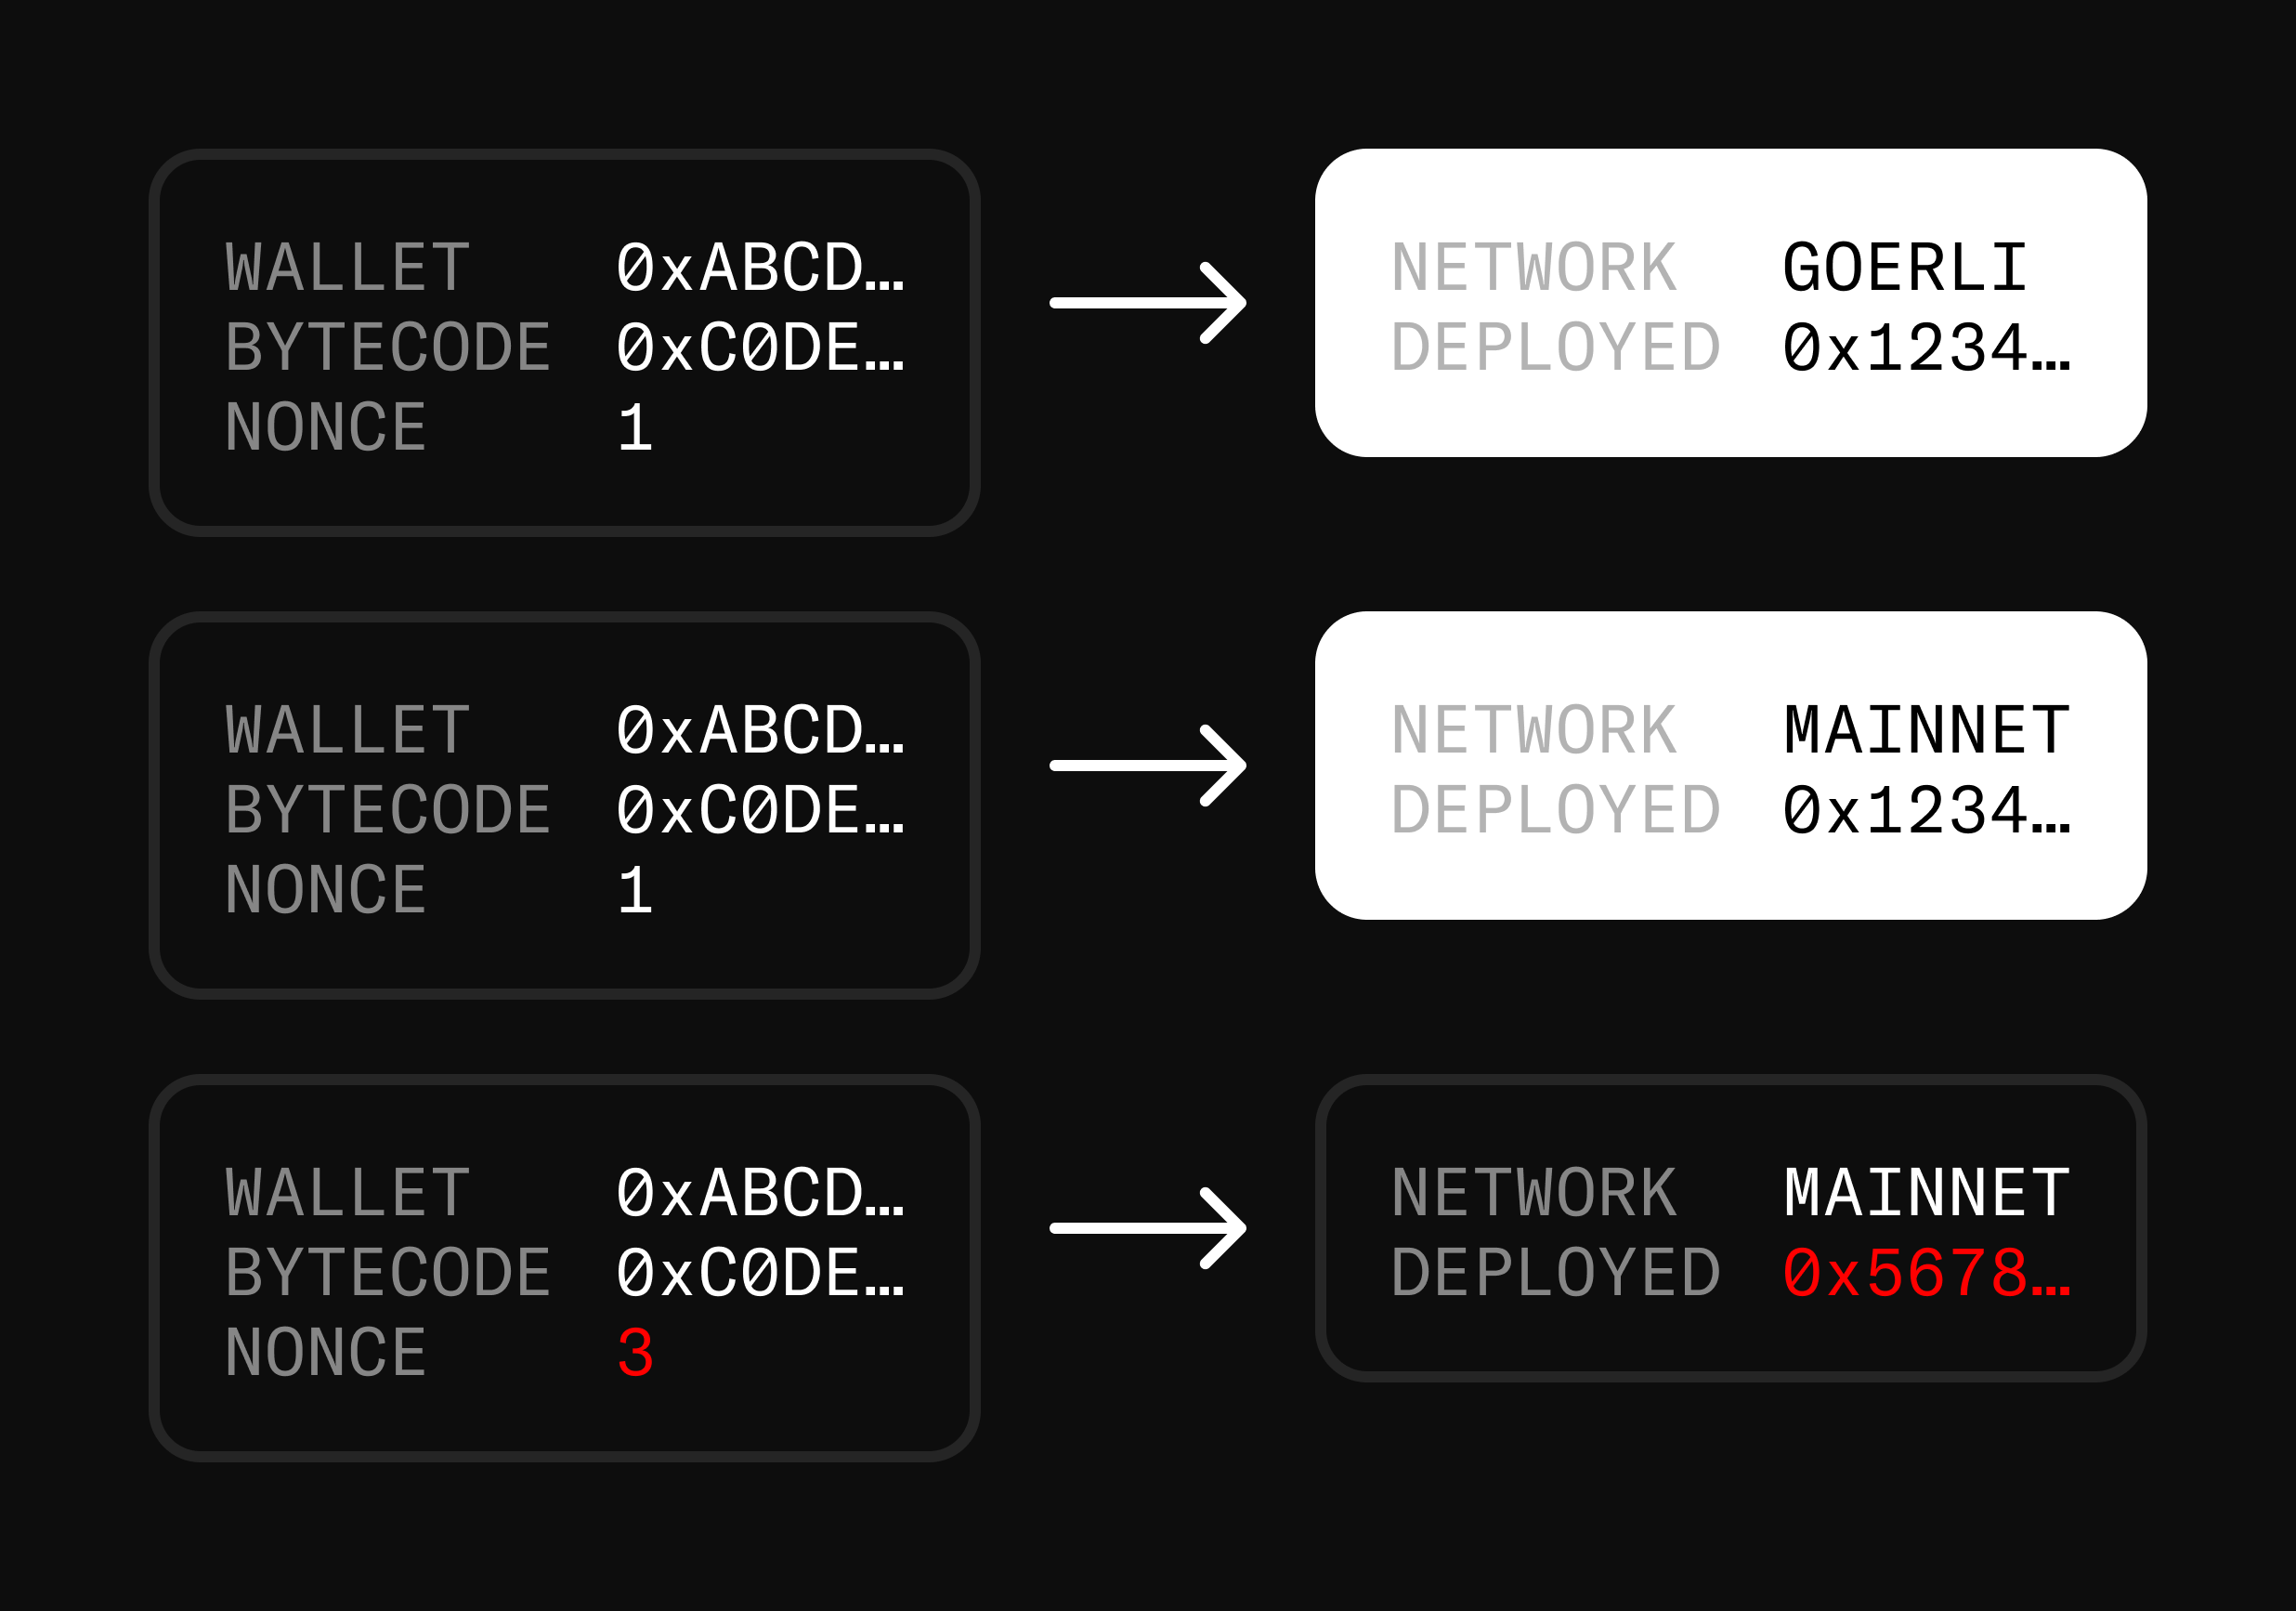 WALLET 0xABCD…
BYTECODE 0xC0DE…
NONCE 1
NETWORK GOERLI
DEPLOYED 0x1234…
WALLET 0xABCD…
BYTECODE 0xC0DE…
NONCE 1
NETWORK MAINNET
DEPLOYED 0x1234…
WALLET 0xABCD…
BYTECODE 0xC0DE…
NONCE 3
NETWORK MAINNET
DEPLOYED 0x5678…